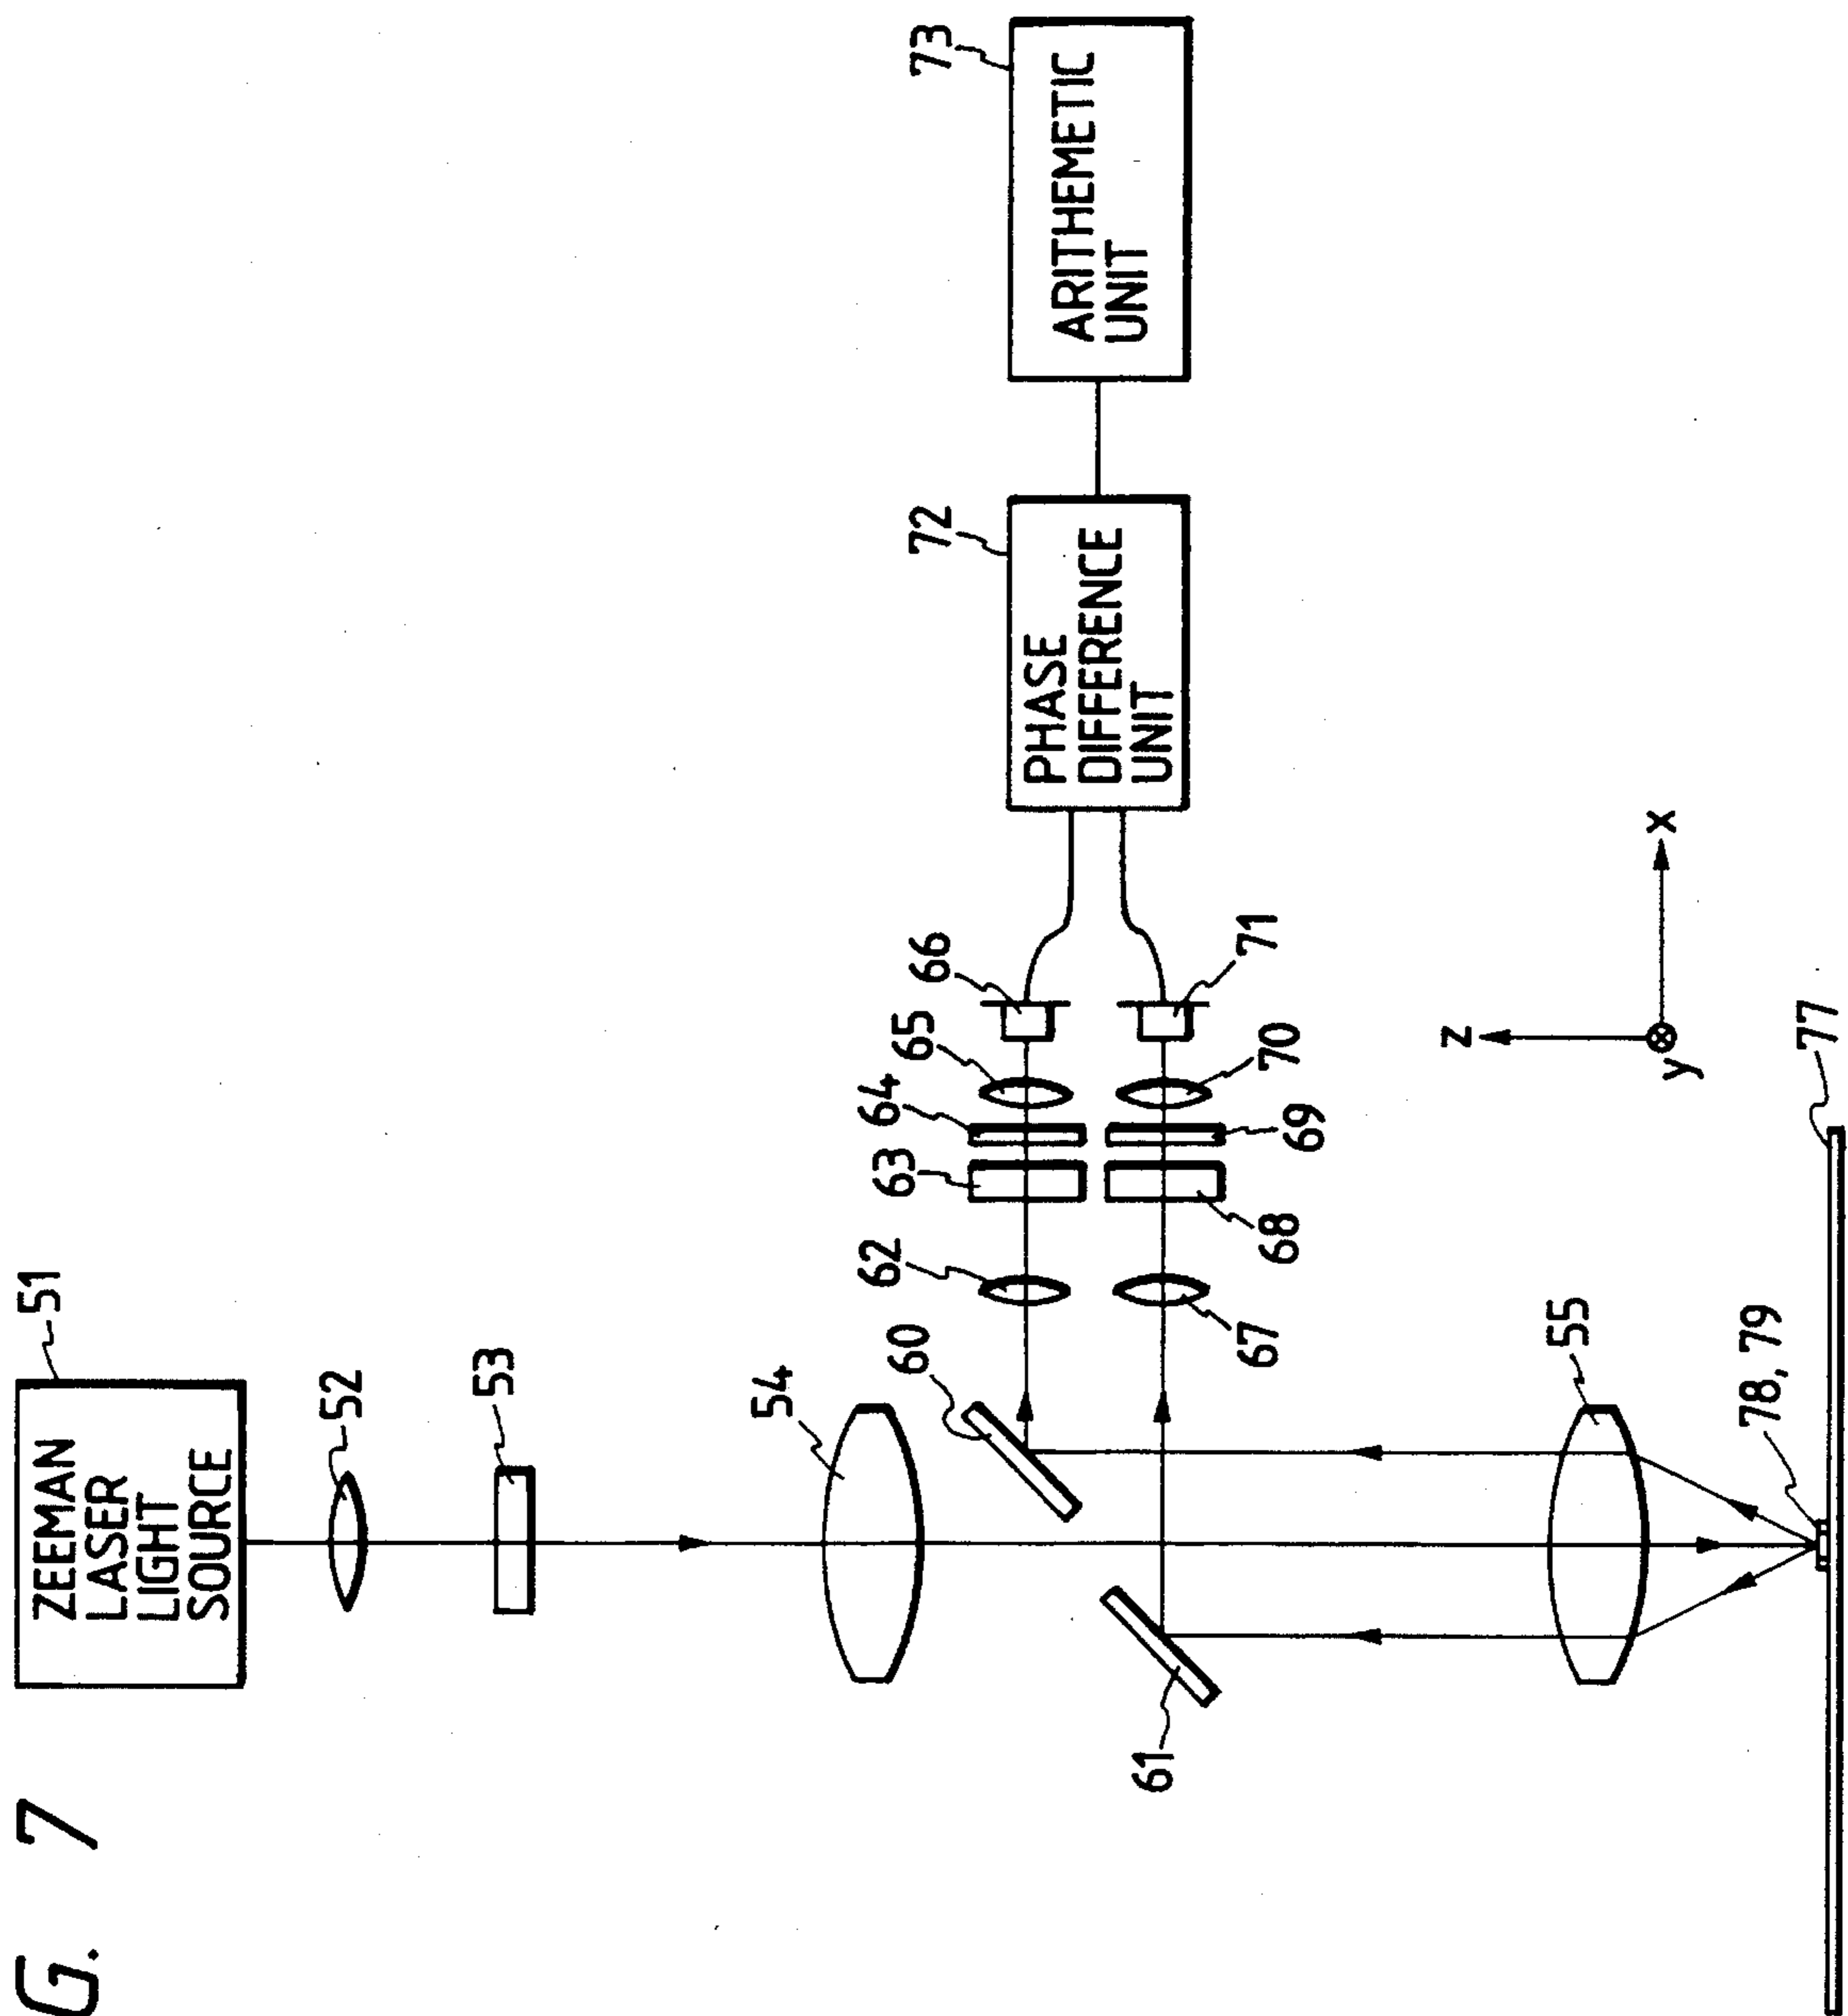 G. 7
ZEEMAN
LASER
LIGHT
SOURCE
51
52
53
54
60
61
62
63
64
65
66
67
68
69
70
71
PHASE
DIFFERENCE
UNIT
72
ARITHEMETIC
UNIT
73
55
78, 79
77
z
x
y